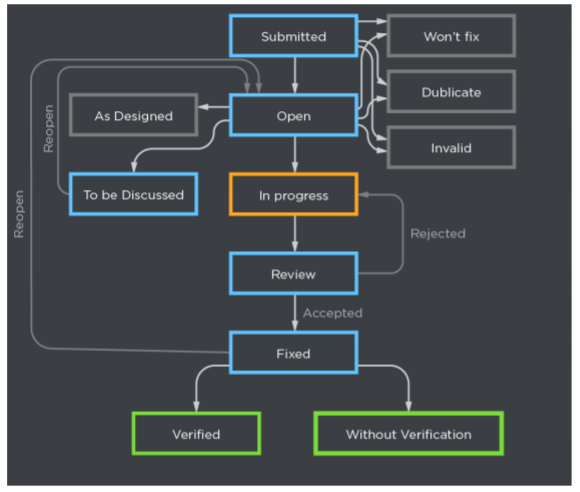 Submitted
Won't fix
Dublicate
As Designed
Open
Invalid
Reopen
To be Discussed
In progress
Reopen
Rejected
Review
Accepted
Fixed
Verified
Without Verification